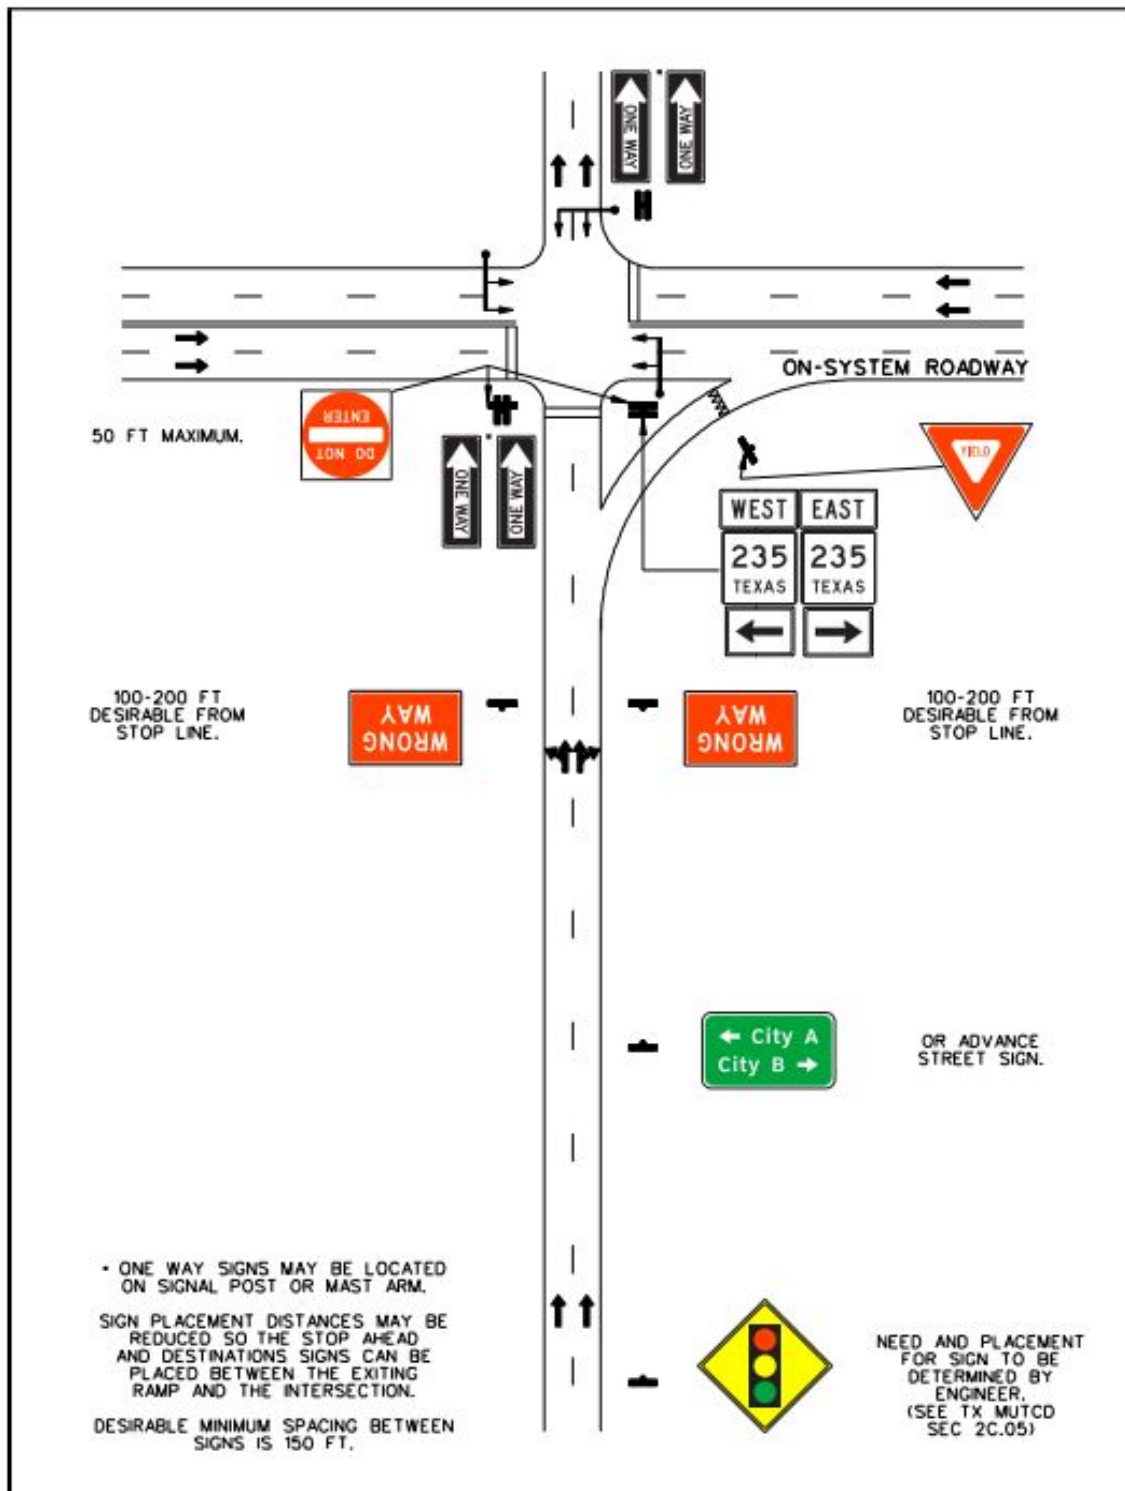 ONE WAY
ONE WAY
ON-SYSTEM ROADWAY
DO NOT
ENTER
50 FT MAXIMUM.
YIELD
ONE WAY
ONE WAY
WEST EAST
235 235
TEXAS TEXAS
100-200 FT
DESIRABLE FROM
STOP LINE.
WRONG
WAY
WRONG
WAY
100-200 FT
DESIRABLE FROM
STOP LINE.
← City A
City B →
OR ADVANCE
STREET SIGN.
• ONE WAY SIGNS MAY BE LOCATED
ON SIGNAL POST OR MAST ARM.
SIGN PLACEMENT DISTANCES MAY BE
REDUCED SO THE STOP AHEAD
AND DESTINATIONS SIGNS CAN BE
PLACED BETWEEN THE EXITING
RAMP AND THE INTERSECTION.
DESIRABLE MINIMUM SPACING BETWEEN
SIGNS IS 150 FT.
NEED AND PLACEMENT
FOR SIGN TO BE
DETERMINED BY
ENGINEER.
(SEE TX MUTCD
SEC 2C.05)